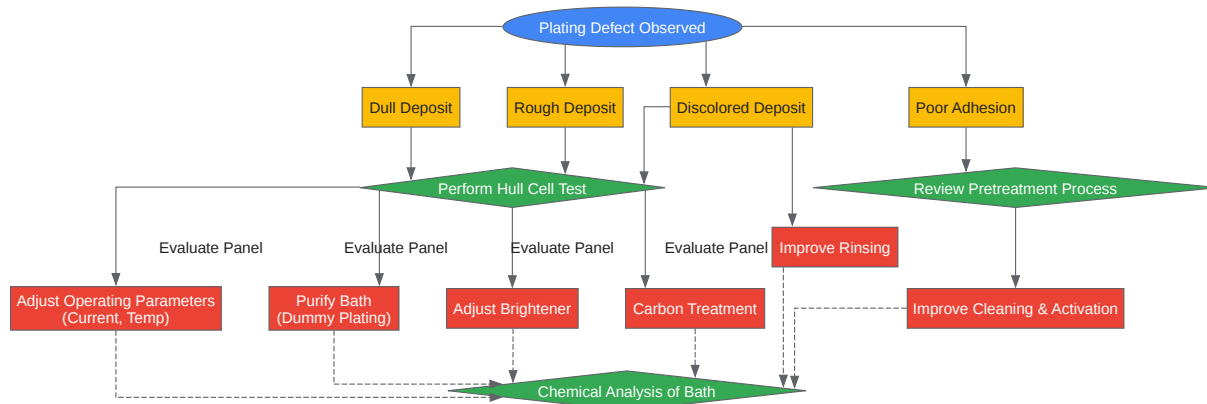 Plating Defect Observed
Dull Deposit
Rough Deposit
Discolored Deposit
Poor Adhesion
Perform Hull Cell Test
Review Pretreatment Process
Evaluate Panel
Evaluate Panel
Evaluate Panel
Evaluate Panel
Improve Rinsing
Adjust Operating Parameters
(Current, Temp)
Purify Bath
(Dummy Plating)
Adjust Brightener
Carbon Treatment
Improve Cleaning & Activation
Chemical Analysis of Bath